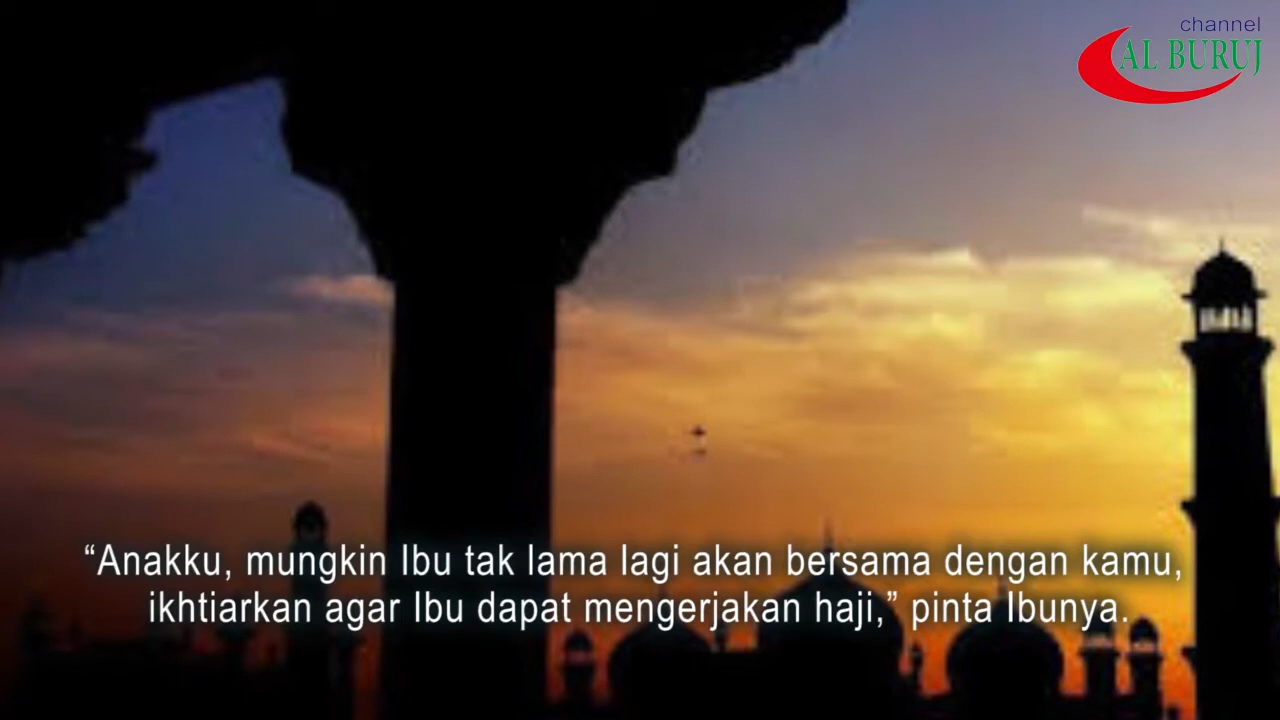 channel
AL BURUJ
“Anakku, mungkin Ibu tak lama lagi akan bersama dengan kamu,
ikhtiarkan agar Ibu dapat mengerjakan haji,” pinta Ibunya.